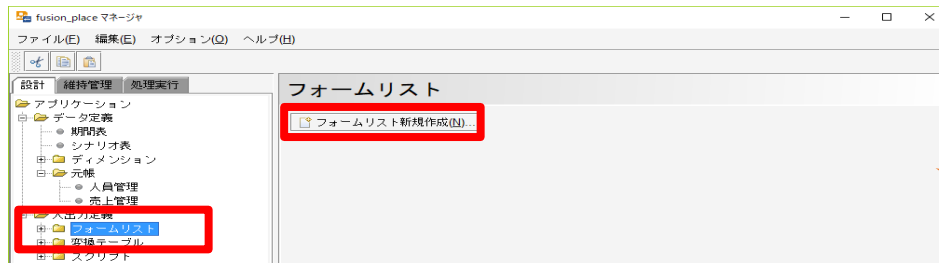 fusion_place マネージャ
ファイル(F) 編集(E) オプション(O) ヘルプ(H)
設計 維持管理 処理実行
アプリケーション
データ定義
期間表
シナリオ表
ディメンション
元帳
人員管理
売上管理
入出力定義
フォームリスト
変換テーブル
スクリプト
フォームリスト
フォームリスト新規作成(N)...